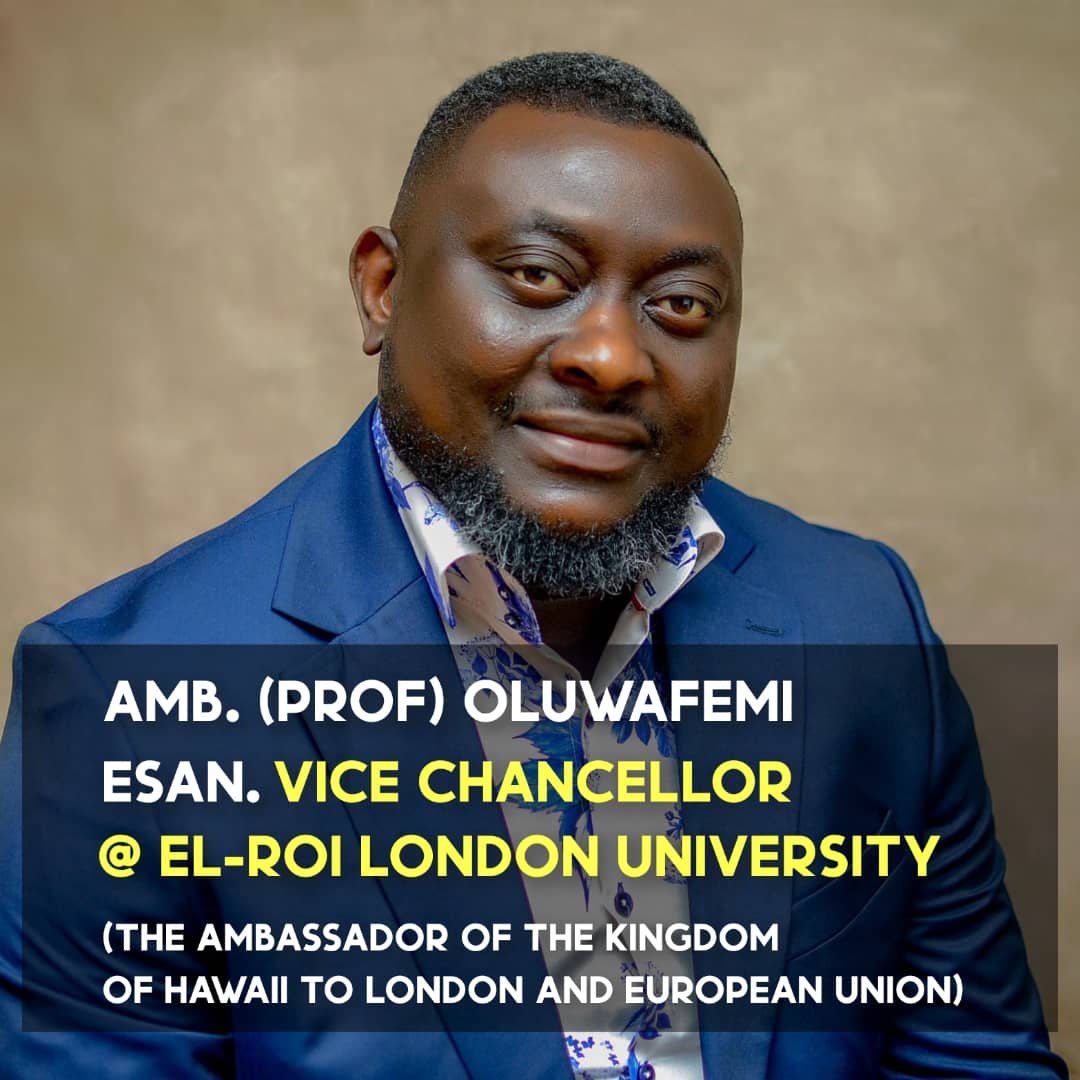 AMB. (PROF) OLUWAFEMI
ESAN. VICE CHANCELLOR
@ EL-ROI LONDON UNIVERSITY
(THE AMBASSADOR OF THE KINGDOM
OF HAWAII TO LONDON AND EUROPEAN UNION)